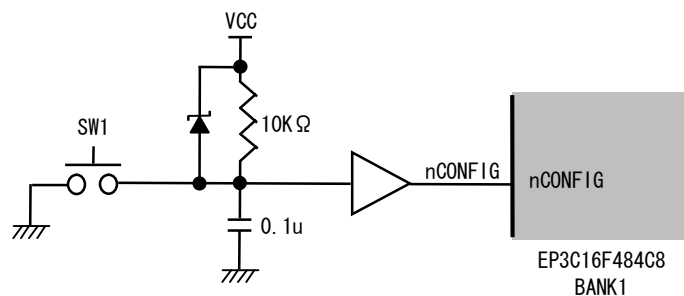 VCC
10KΩ
SW1
nCONFIG
nCONFIG
0.1u
EP3C16F484C8
BANK1